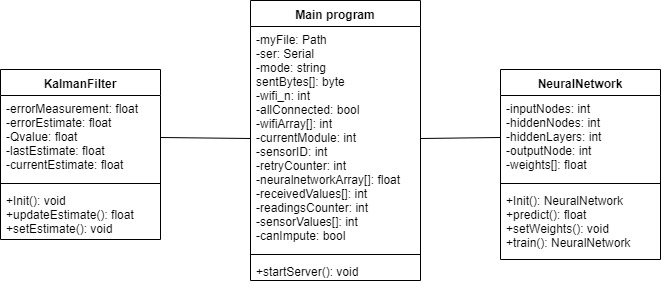 KalmanFilter
-errorMeasurement: float
-errorEstimate: float
-Qvalue: float
-lastEstimate: float
-currentEstimate: float
+Init(): void
+updateEstimate(): float
+setEstimate(): void
Main program
-myFile: Path
-ser: Serial
-mode: string
sentBytes[]: byte
-wifi_n: int
-allConnected: bool
-wifiArray[]: int
-currentModule: int
-sensorID: int
-retryCounter: int
-neuralnetworkArray[]: float
-receivedValues[]: int
-readingsCounter: int
-sensorValues[]: int
-canImpute: bool
+startServer(): void
NeuralNetwork
-inputNodes: int
-hiddenNodes: int
-hiddenLayers: int
-outputNode: int
-weights[]: float
+Init(): NeuralNetwork
+predict(): float
+setWeights(): void
+train(): NeuralNetwork